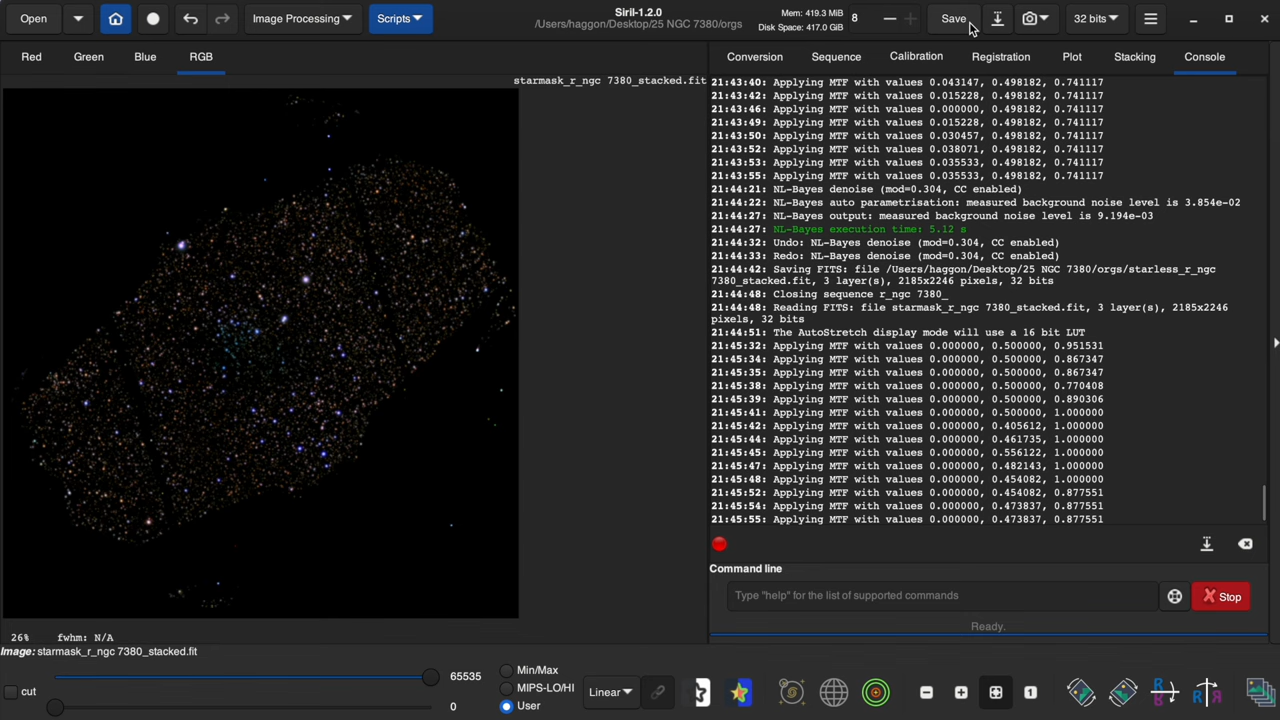 Open
Image Processing
Scripts
Siril-1.2.0
/Users/haggon/Desktop/25 NGC 7380/orgs
Mem: 419.3 MiB
Disk Space: 417.0 GiB
8
Save
32 bits
Red
Green
Blue
RGB
Conversion
Sequence
Calibration
Registration
Plot
Stacking
Console
starmask_r_ngc 7380_stacked.fit
21:43:40: Applying MTF with values 0.043147, 0.498182, 0.741117
21:43:42: Applying MTF with values 0.015228, 0.498182, 0.741117
21:43:46: Applying MTF with values 0.000000, 0.498182, 0.741117
21:43:49: Applying MTF with values 0.015228, 0.498182, 0.741117
21:43:50: Applying MTF with values 0.030457, 0.498182, 0.741117
21:43:52: Applying MTF with values 0.038071, 0.498182, 0.741117
21:43:53: Applying MTF with values 0.035533, 0.498182, 0.741117
21:43:55: Applying MTF with values 0.035533, 0.498182, 0.741117
21:44:21: NL-Bayes denoise (mod=0.304, CC enabled)
21:44:22: NL-Bayes auto parametrisation: measured background noise level is 3.854e-02
21:44:27: NL-Bayes output: measured background noise level is 9.194e-03
21:44:27: NL-Bayes execution time: 5.12 s
21:44:32: Undo: NL-Bayes denoise (mod=0.304, CC enabled)
21:44:33: Redo: NL-Bayes denoise (mod=0.304, CC enabled)
21:44:42: Saving FITS: file /Users/haggon/Desktop/25 NGC 7380/orgs/starless_r_ngc
7380_stacked.fit, 3 layer(s), 2185x2246 pixels, 32 bits
21:44:48: Closing sequence r_ngc 7380_
21:44:48: Reading FITS: file starmask_r_ngc 7380_stacked.fit, 3 layer(s), 2185x2246
pixels, 32 bits
21:44:51: The AutoStretch display mode will use a 16 bit LUT
21:45:32: Applying MTF with values 0.000000, 0.500000, 0.951531
21:45:34: Applying MTF with values 0.000000, 0.500000, 0.867347
21:45:35: Applying MTF with values 0.000000, 0.500000, 0.867347
21:45:38: Applying MTF with values 0.000000, 0.500000, 0.770408
21:45:39: Applying MTF with values 0.000000, 0.500000, 0.890306
21:45:41: Applying MTF with values 0.000000, 0.500000, 1.000000
21:45:42: Applying MTF with values 0.000000, 0.405612, 1.000000
21:45:44: Applying MTF with values 0.000000, 0.461735, 1.000000
21:45:45: Applying MTF with values 0.000000, 0.556122, 1.000000
21:45:47: Applying MTF with values 0.000000, 0.482143, 1.000000
21:45:48: Applying MTF with values 0.000000, 0.454082, 1.000000
21:45:52: Applying MTF with values 0.000000, 0.454082, 0.877551
21:45:54: Applying MTF with values 0.000000, 0.473837, 0.877551
21:45:55: Applying MTF with values 0.000000, 0.473837, 0.877551
Command line
Type "help" for the list of supported commands
Stop
Ready.
26%
fwhm: N/A
Image: starmask_r_ngc 7380_stacked.fit
cut
65535
0
Min/Max
MIPS-LO/HI
User
Linear
1
R
R
R R